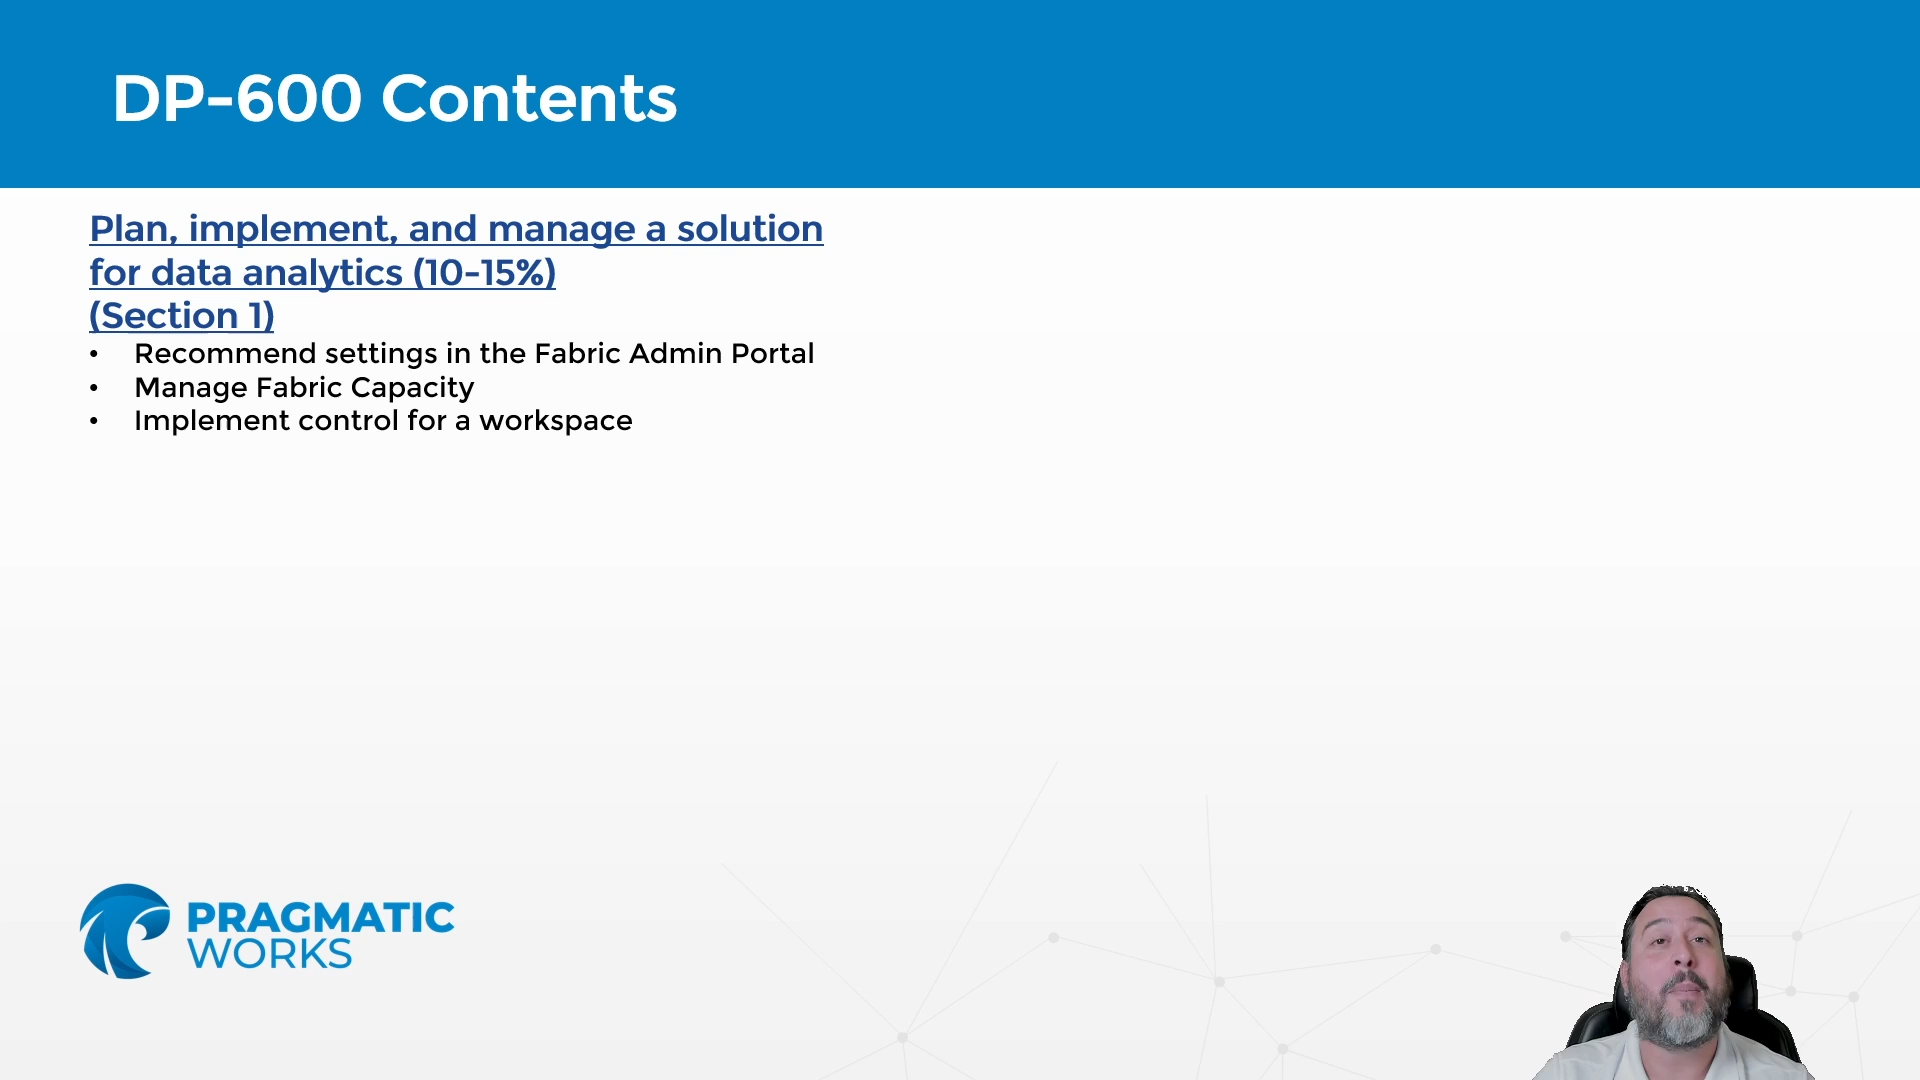 DP-600 Contents
Plan, implement, and manage a solution
for data analytics (10-15%)
(Section 1)
• Recommend settings in the Fabric Admin Portal
• Manage Fabric Capacity
• Implement control for a workspace
PRAGMATIC
WORKS